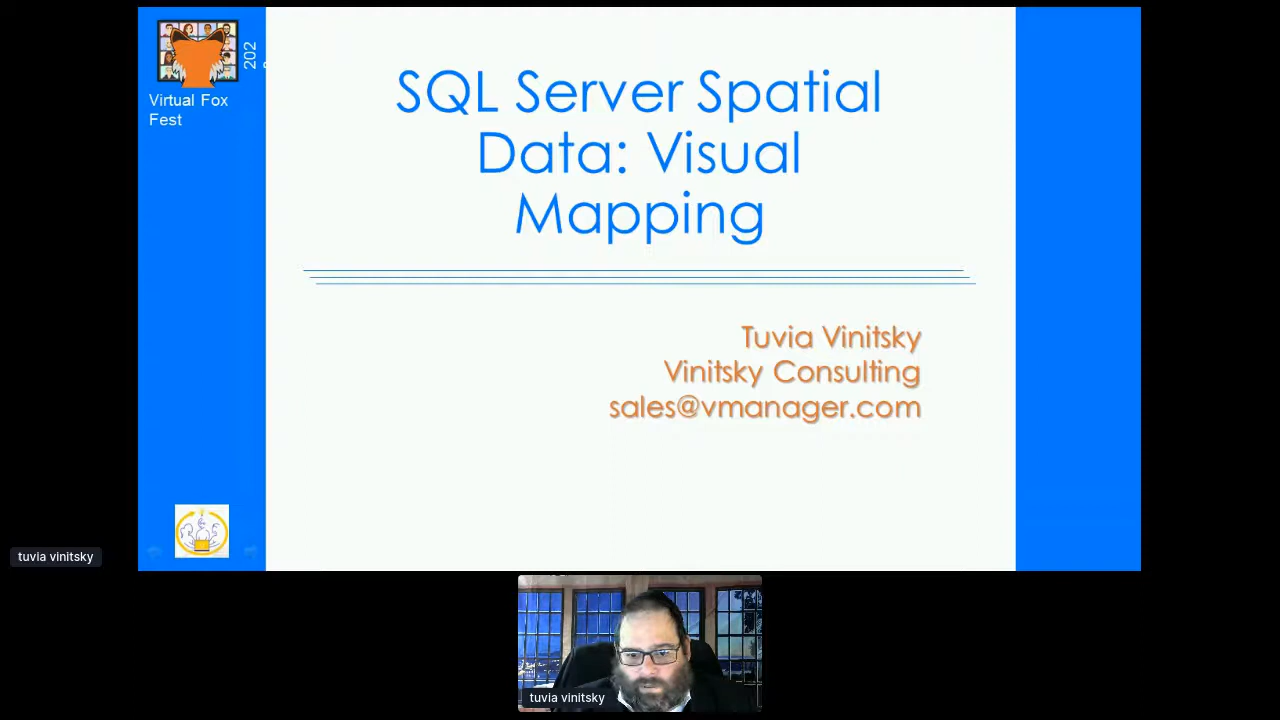 202
Virtual Fox
Fest
SQL Server Spatial
Data: Visual
Mapping
Tuvia Vinitsky
Vinitsky Consulting
sales@vmanager.com
tuvia vinitsky
tuvia vinitsky